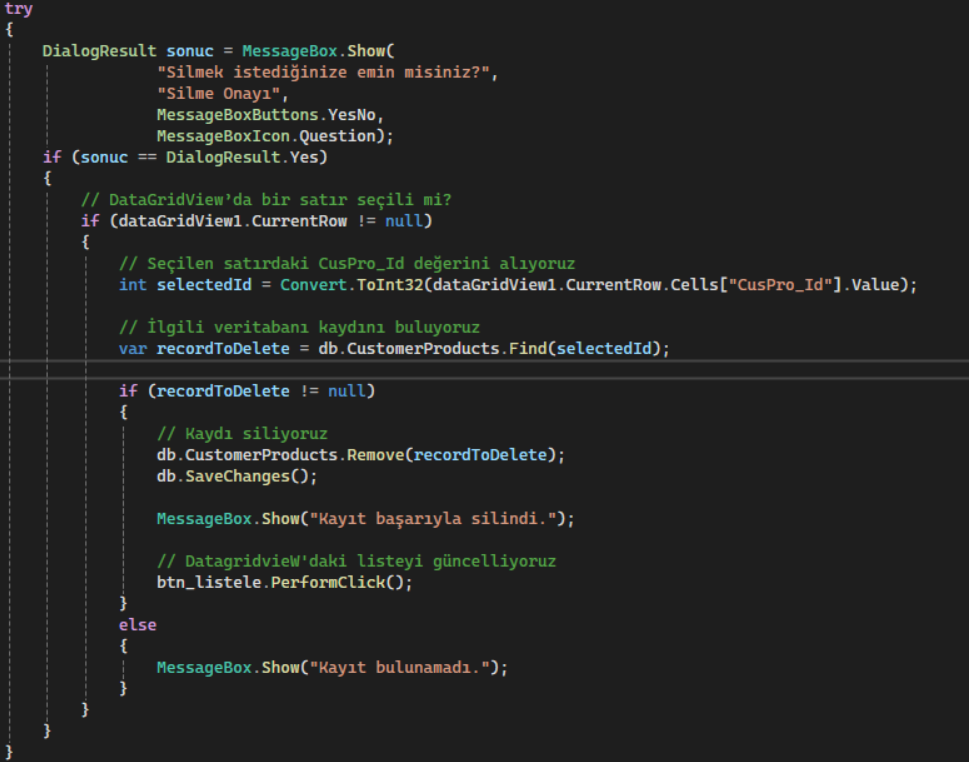 try
{
DialogResult sonuc = MessageBox.Show(
"Silmek istediğinize emin misiniz?",
"Silme Onayı",
MessageBoxButtons.YesNo,
MessageBoxIcon.Question);
if (sonuc == DialogResult.Yes)
{
// DataGridView’da bir satır seçili mi?
if (dataGridView1.CurrentRow != null)
{
// Seçilen satırdaki CusPro_Id değerini alıyoruz
int selectedId = Convert.ToInt32(dataGridView1.CurrentRow.Cells["CusPro_Id"].Value);
// İlgili veritabanı kaydını buluyoruz
var recordToDelete = db.CustomerProducts.Find(selectedId);
if (recordToDelete != null)
{
// Kaydı siliyoruz
db.CustomerProducts.Remove(recordToDelete);
db.SaveChanges();
MessageBox.Show("Kayıt başarıyla silindi.");
// DatagridvieW'daki listeyi güncelliyoruz
btn_listele.PerformClick();
}
else
{
MessageBox.Show("Kayıt bulunamadı.");
}
}
}
}